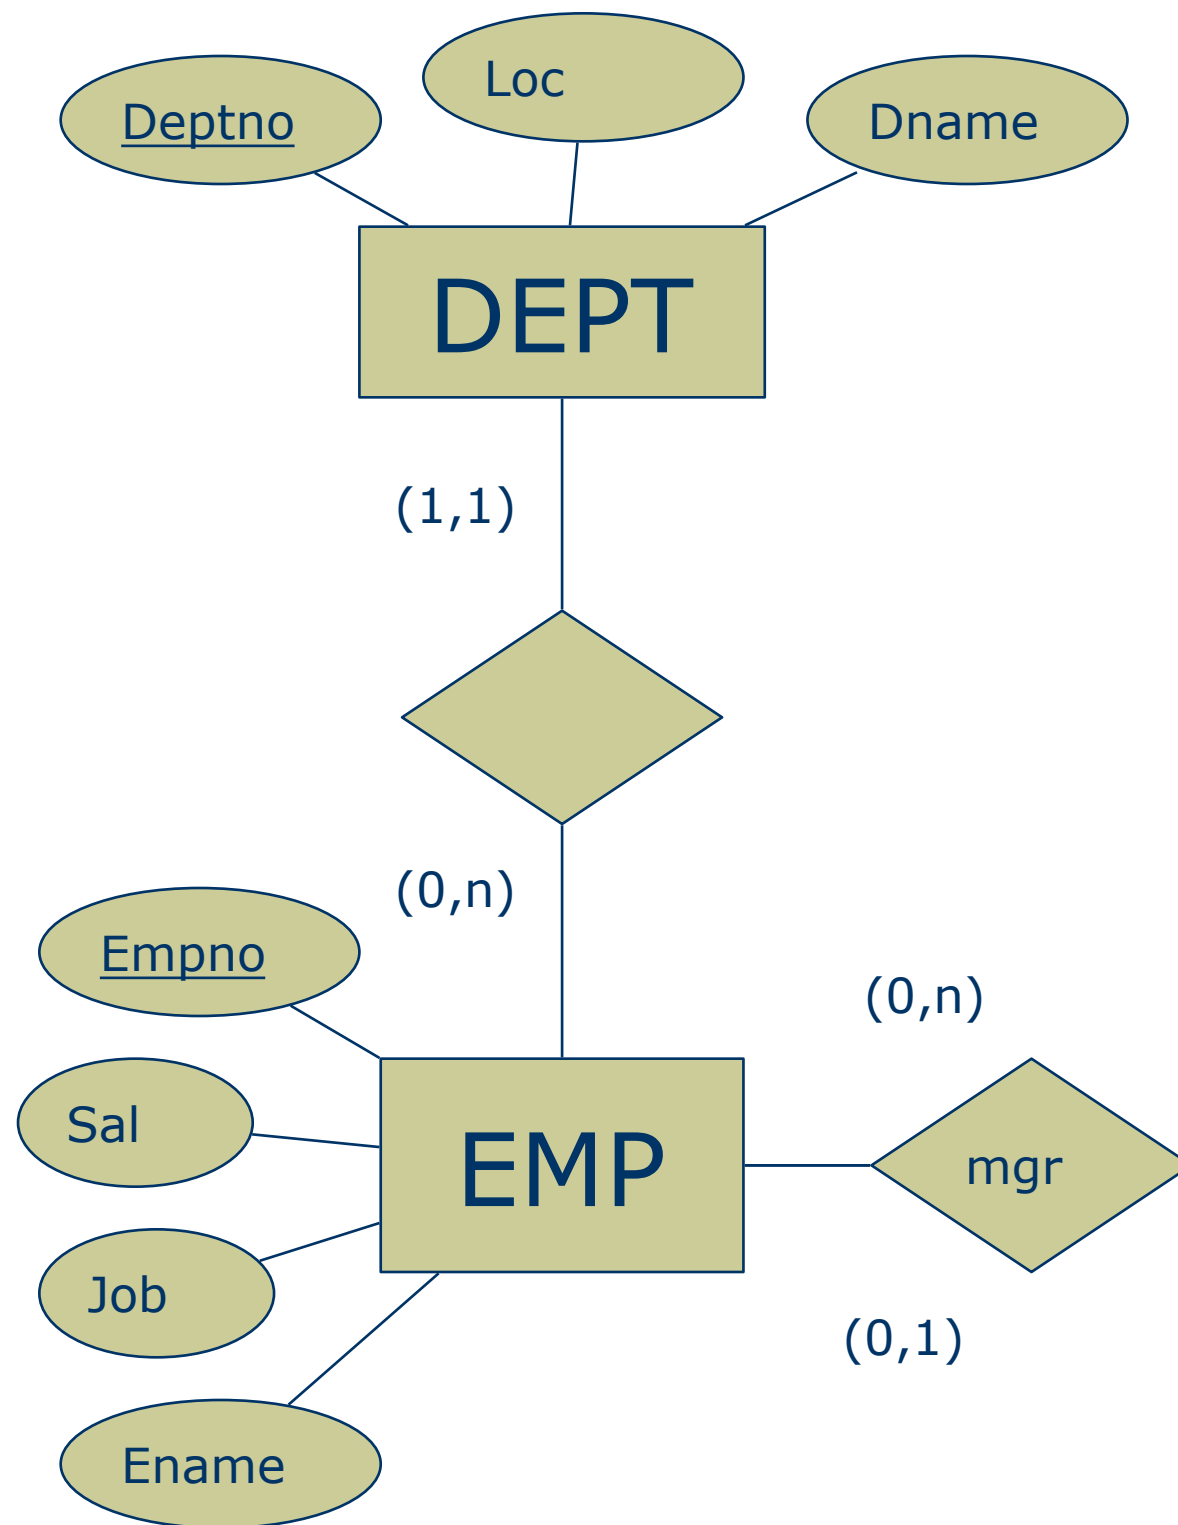 Loc
Deptno
Dname
DEPT
(1,1)
(0,n)
Empno
(0,n)
Sal
EMP
mgr
Job
(0,1)
Ename